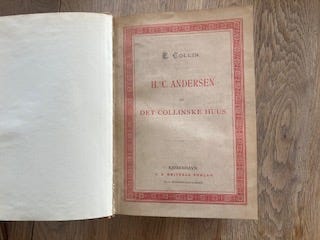 E. COLLIN.
H. C. ANDERSEN
OG
DET COLLINSKE HUUS.
KJØBENHAVN.
C. A. REITZELS FORLAG.